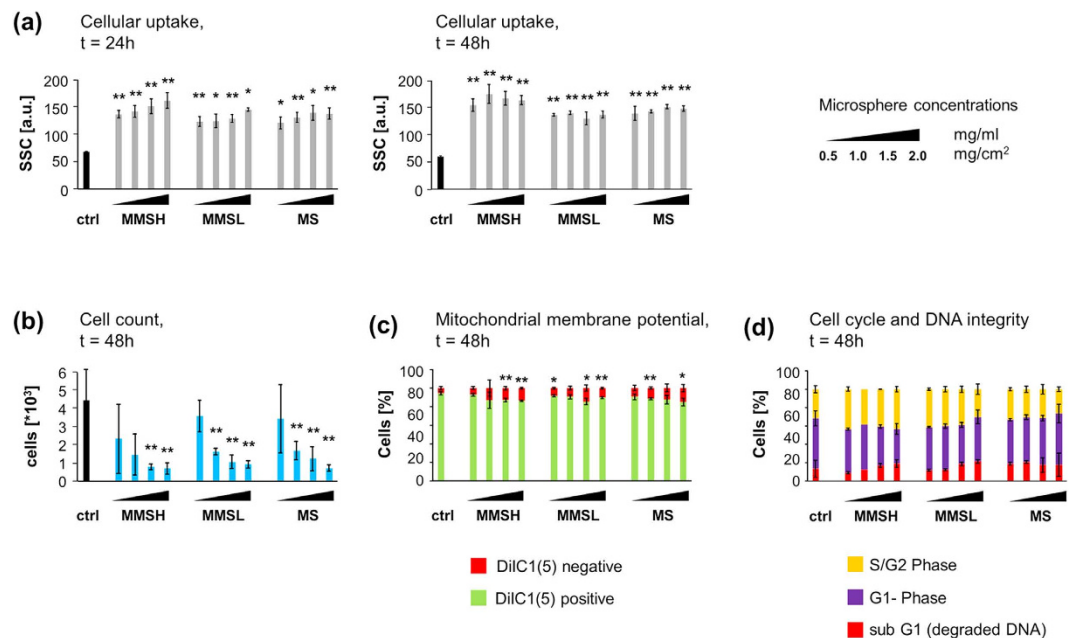 (a)
Cellular uptake,
t = 24h
SSC [a.u.]
200
150
100
50
0
** ** ** **
** * ** *
* ** * **
ctrl MMSH MMSL MS
Cellular uptake,
t = 48h
SSC [a.u.]
200
150
100
50
0
** ** ** **
** ** ** **
** ** ** **
ctrl MMSH MMSL MS
Microsphere concentrations
mg/ml
0.5 1.0 1.5 2.0 mg/cm²
(b)
Cell count,
t = 48h
cells [*10³]
6
5
4
3
2
1
0
** **
** ** **
** ** **
ctrl MMSH MMSL MS
(c)
Mitochondrial membrane potential,
t = 48h
Cells [%]
100
80
60
40
20
0
** **
* * **
** *
ctrl MMSH MMSL MS
DilC1(5) negative
DilC1(5) positive
(d)
Cell cycle and DNA integrity
t = 48h
Cells [%]
100
80
60
40
20
0
ctrl MMSH MMSL MS
S/G2 Phase
G1- Phase
sub G1 (degraded DNA)